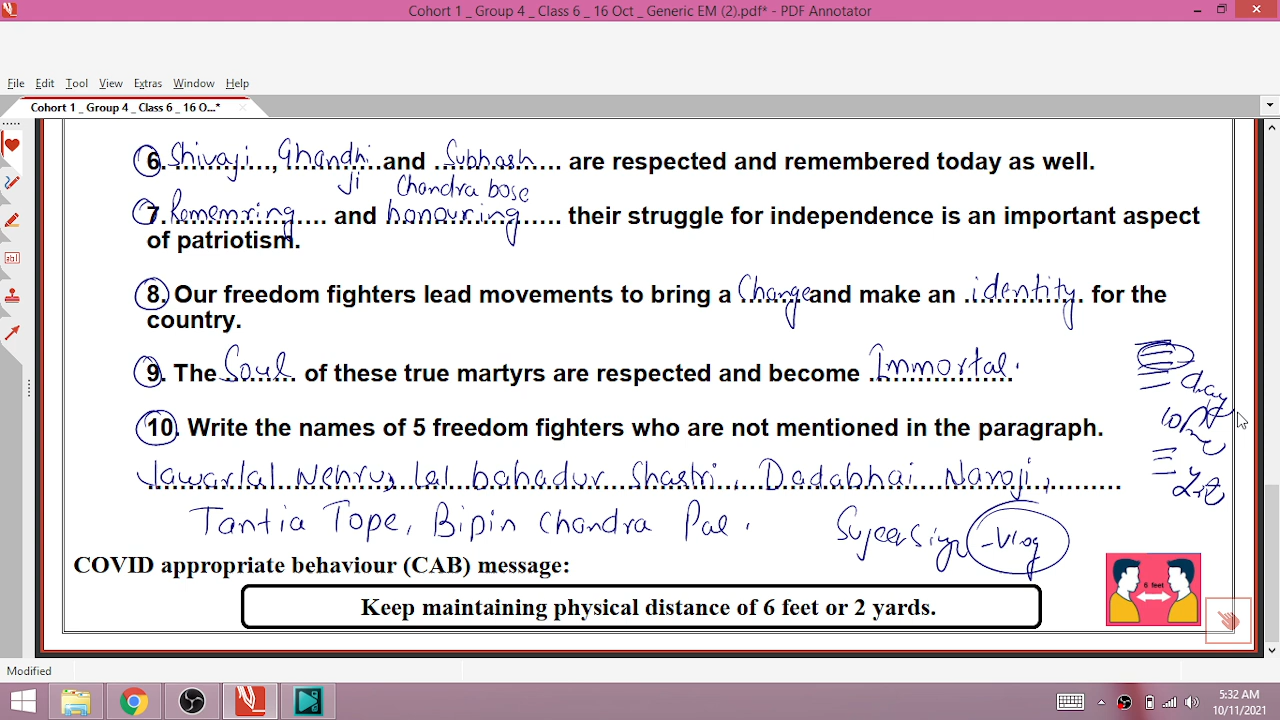 Cohort 1 _ Group 4 _ Class 6 _ 16 Oct _ Generic EM (2).pdf* - PDF Annotator
File Edit Tool View Extras Window Help
Cohort 1 _ Group 4 _ Class 6 _ 16 O...*
6. Shivaji, Ghandhi and Subhash are respected and remembered today as well.
Ji Chandra bose
7. Rememring and honouring their struggle for independence is an important aspect
of patriotism.
8. Our freedom fighters lead movements to bring a Change and make an identity for the
country.
9. The Soul of these true martyrs are respected and become Immortal.
10. Write the names of 5 freedom fighters who are not mentioned in the paragraph.
Jawarlal Nehru, lal bahadur Shastri, Dadabhai Naroji,
Tantia Tope, Bipin Chandra Pal.
-Vlog
COVID appropriate behaviour (CAB) message:
6 feet
Keep maintaining physical distance of 6 feet or 2 yards.
Modified
5:32 AM
10/11/2021